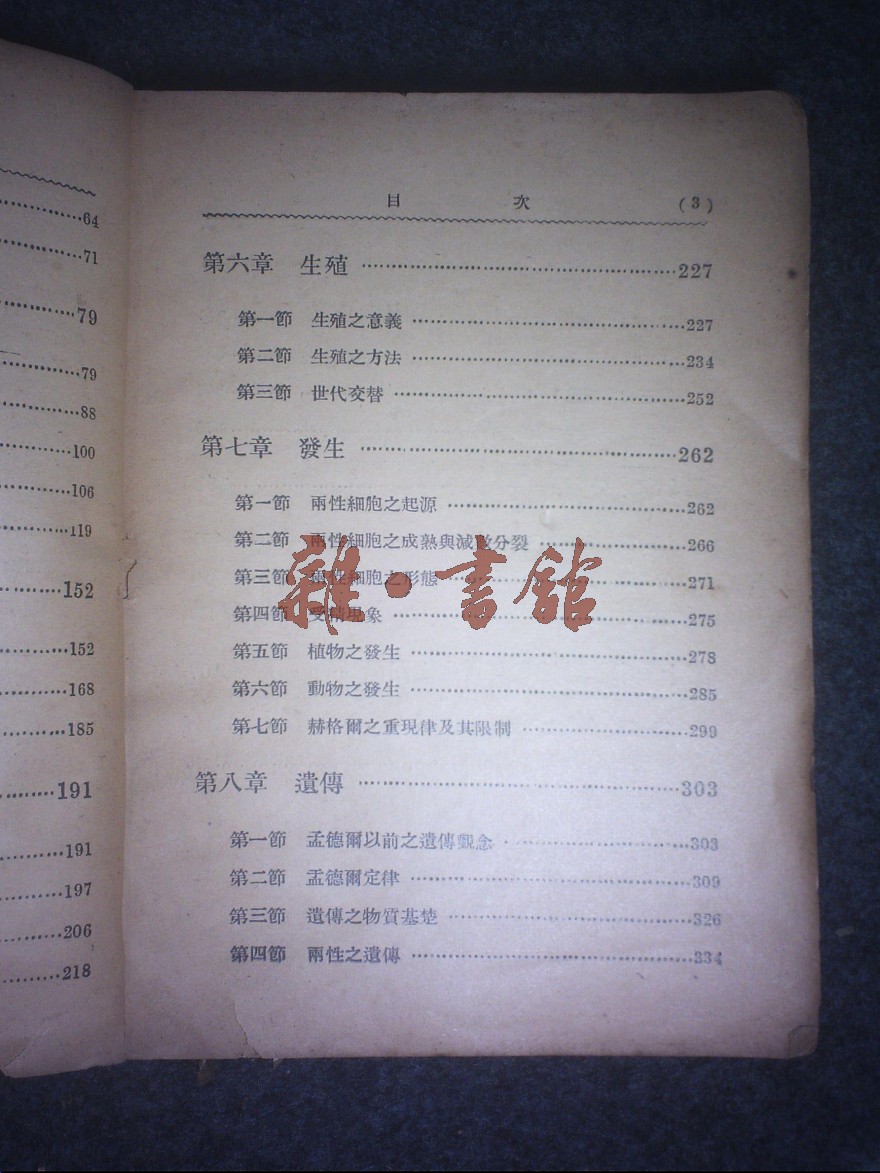 64
71
79
79
88
100
106
119
152
152
168
185
191
191
197
206
218
目 次 (3)
第六章 生殖 227
第一節 生殖之意義 227
第二節 生殖之方法 234
第三節 世代交替 252
第七章 發生 262
第一節 兩性細胞之起源 262
第二節 兩性細胞之成熟與減數分裂 266
第三節 兩性細胞之形態 271
第四節 受精現象 275
第五節 植物之發生 278
第六節 動物之發生 285
第七節 赫格爾之重現律及其限制 299
第八章 遺傳 303
第一節 孟德爾以前之遺傳觀念 303
第二節 孟德爾定律 309
第三節 遺傳之物質基楚 326
第四節 兩性之遺傳 334
雜·書館